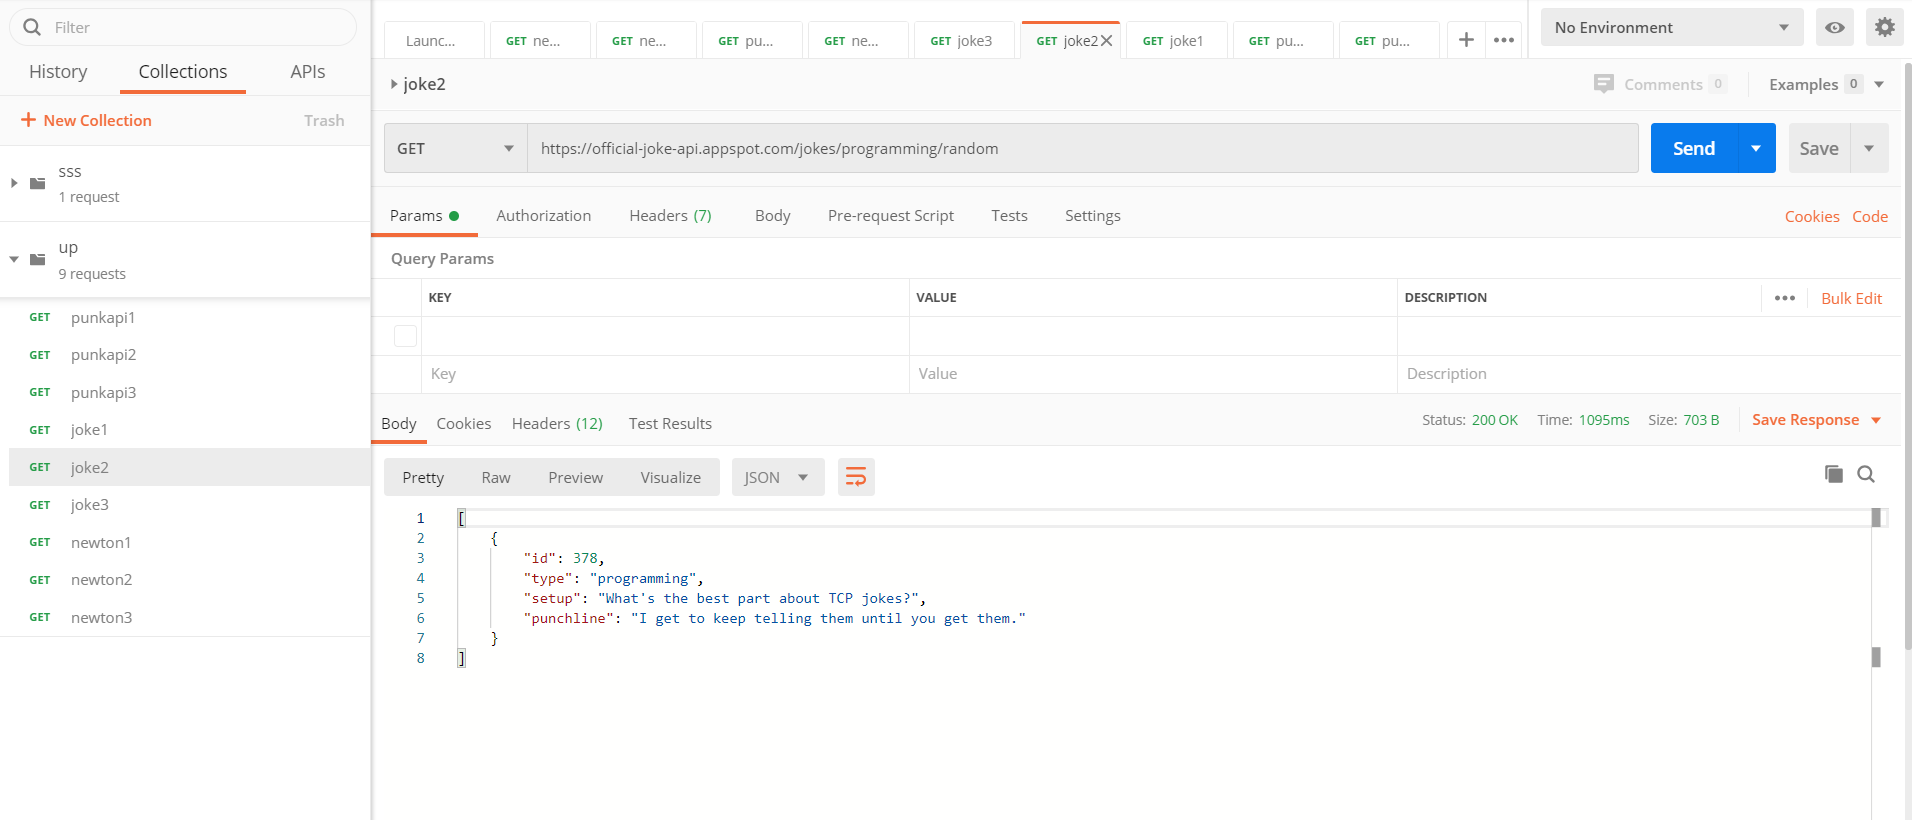 Filter
History Collections APIs
+ New Collection Trash
sss
1 request
up
9 requests
GET punkapi1
GET punkapi2
GET punkapi3
GET joke1
GET joke2
GET joke3
GET newton1
GET newton2
GET newton3
Launc... GET ne... GET ne... GET pu... GET ne... GET joke3 GET joke2 GET joke1 GET pu... GET pu... + •••
No Environment
joke2
Comments 0 Examples 0
GET https://official-joke-api.appspot.com/jokes/programming/random Send Save
Params Authorization Headers (7) Body Pre-request Script Tests Settings Cookies Code
Query Params
KEY VALUE DESCRIPTION ••• Bulk Edit
Key Value Description
Body Cookies Headers (12) Test Results Status: 200 OK Time: 1095ms Size: 703 B Save Response
Pretty Raw Preview Visualize JSON
1 [
2 {
3 "id": 378,
4 "type": "programming",
5 "setup": "What's the best part about TCP jokes?",
6 "punchline": "I get to keep telling them until you get them."
7 }
8 ]